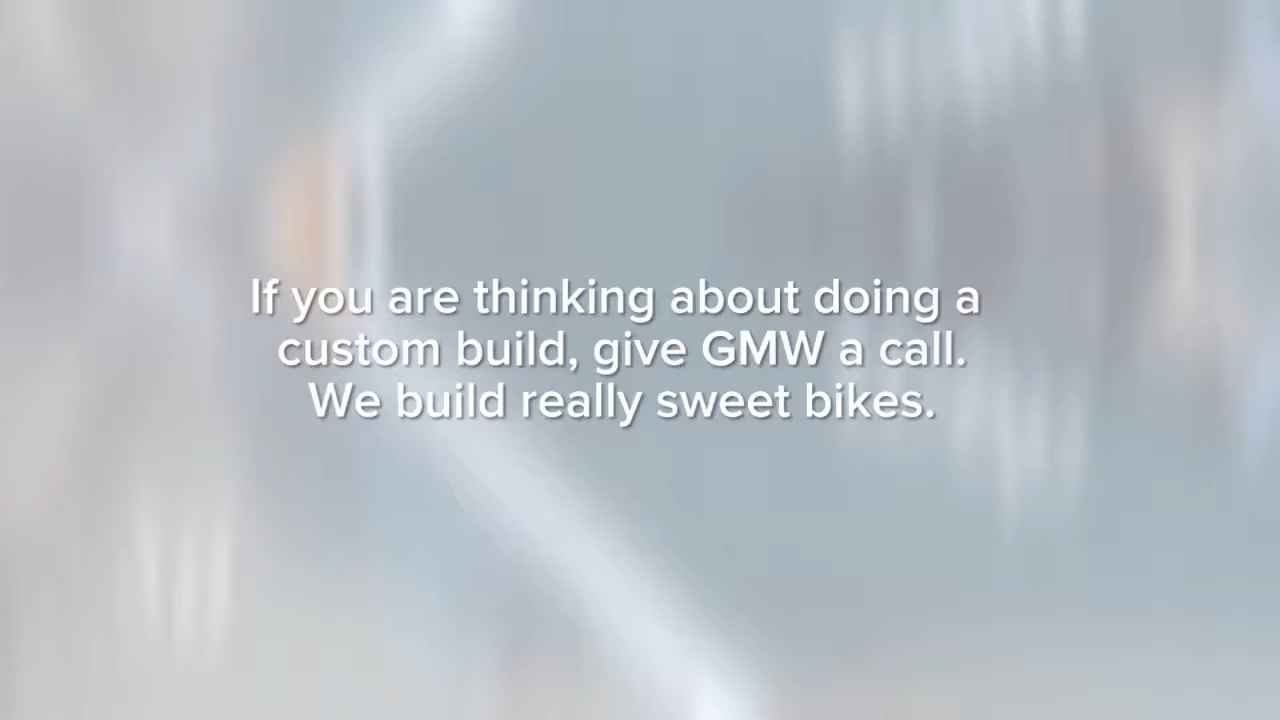 If you are thinking about doing a
custom build, give GMW a call.
We build really sweet bikes.